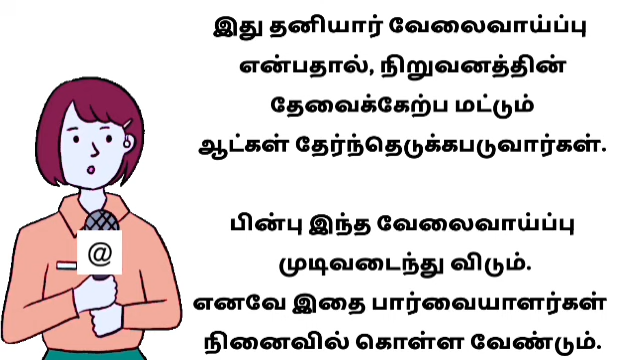 இது தனியார் வேலைவாய்ப்பு
என்பதால், நிறுவனத்தின்
தேவைக்கேற்ப மட்டும்
ஆட்கள் தேர்ந்தெடுக்கபடுவார்கள்.
பின்பு இந்த வேலைவாய்ப்பு
முடிவடைந்து விடும்.
எனவே இதை பார்வையாளர்கள்
நினைவில் கொள்ள வேண்டும்.
@